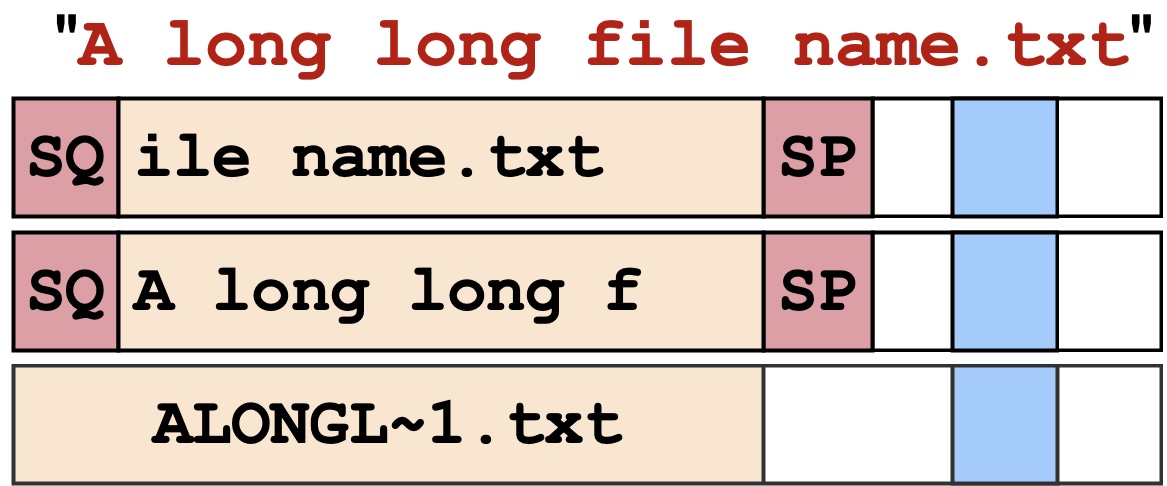 "A long long file name.txt"
SQ ile name.txt SP
SQ A long long f SP
ALONGL~1.txt